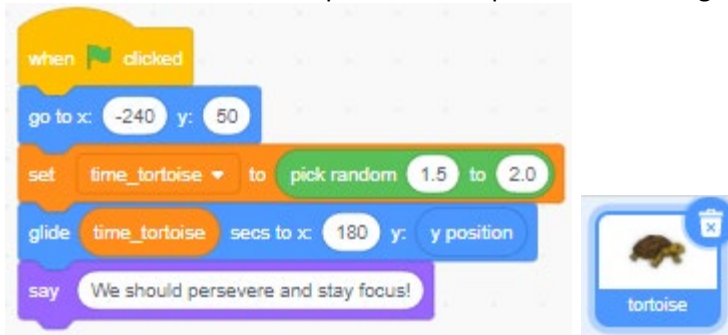 when clicked
go to x: -240 y: 50
set time_tortoise to pick random 1.5 to 2.0
glide time_tortoise secs to x: 180 y: y position
say We should persevere and stay focus!
tortoise